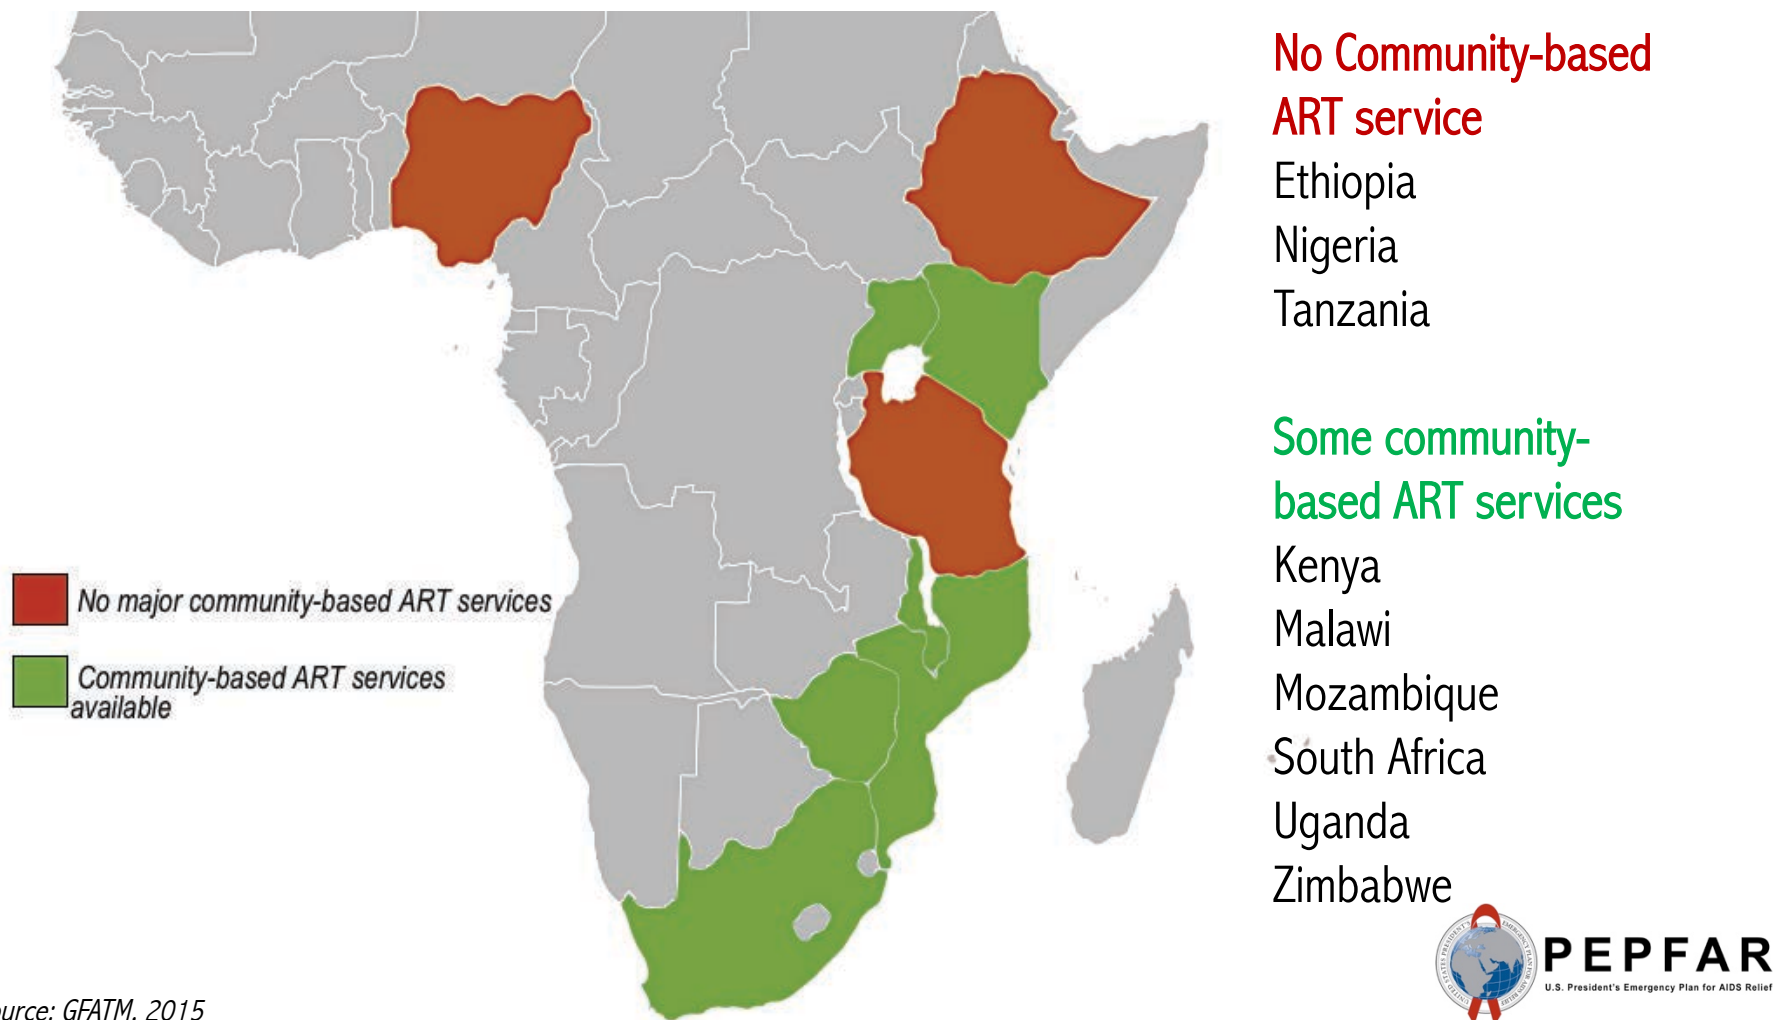 No Community-based
ART service
Ethiopia
Nigeria
Tanzania
Some community-
based ART services
Kenya
Malawi
Mozambique
South Africa
Uganda
Zimbabwe
No major community-based ART services
Community-based ART services
available
PEPFAR
U.S. President's Emergency Plan for AIDS Relief
GFATM, 2015